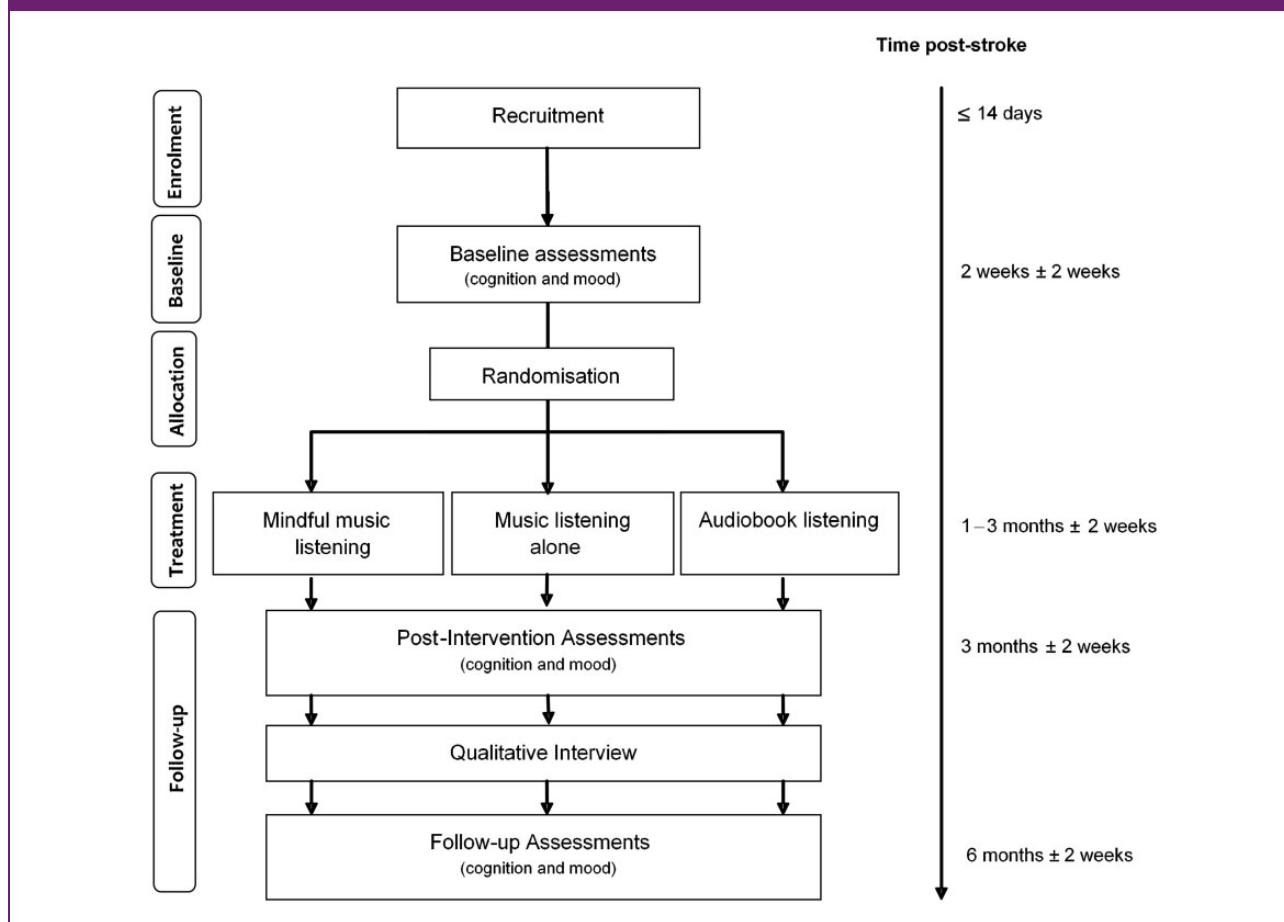 Time post-stroke
Enrolment
Recruitment
≤ 14 days
Baseline
Baseline assessments
(cognition and mood)
2 weeks ± 2 weeks
Allocation
Randomisation
Treatment
Mindful music
listening
Music listening
alone
Audiobook listening
1–3 months ± 2 weeks
Follow-up
Post-Intervention Assessments
(cognition and mood)
3 months ± 2 weeks
Qualitative Interview
Follow-up Assessments
(cognition and mood)
6 months ± 2 weeks